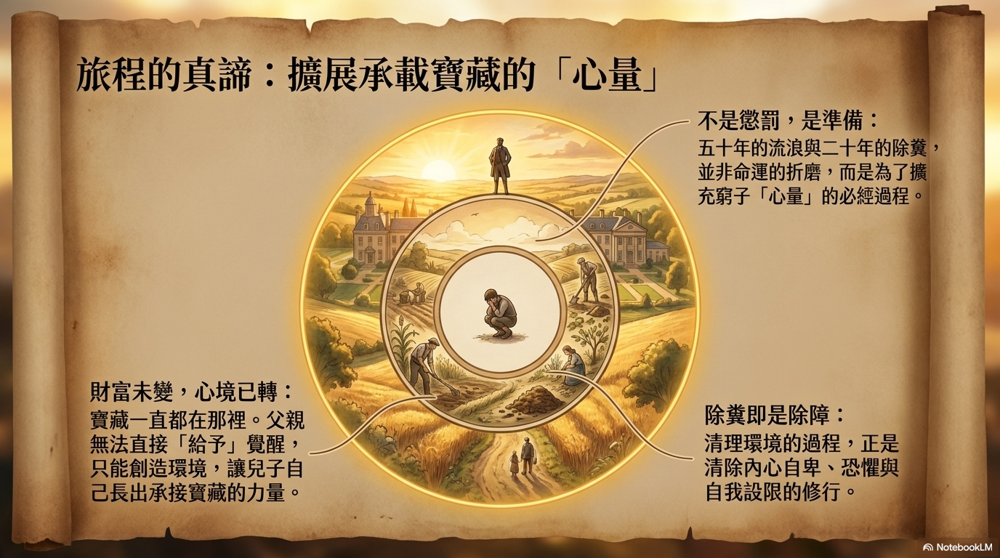 旅程的真諦：擴展承載寶藏的「心量」
不是懲罰，是準備：
五十年的流浪與二十年的除糞，
並非命運的折磨，而是為了擴
充窮子「心量」的必經過程。
財富未變，心境已轉：
寶藏一直都在那裡。父親
無法直接「給予」覺醒，
只能創造環境，讓兒子自
己長出承接寶藏的力量。
除糞即是除障：
清理環境的過程，正是
清除內心自卑、恐懼與
自我設限的修行。
NotebookLM